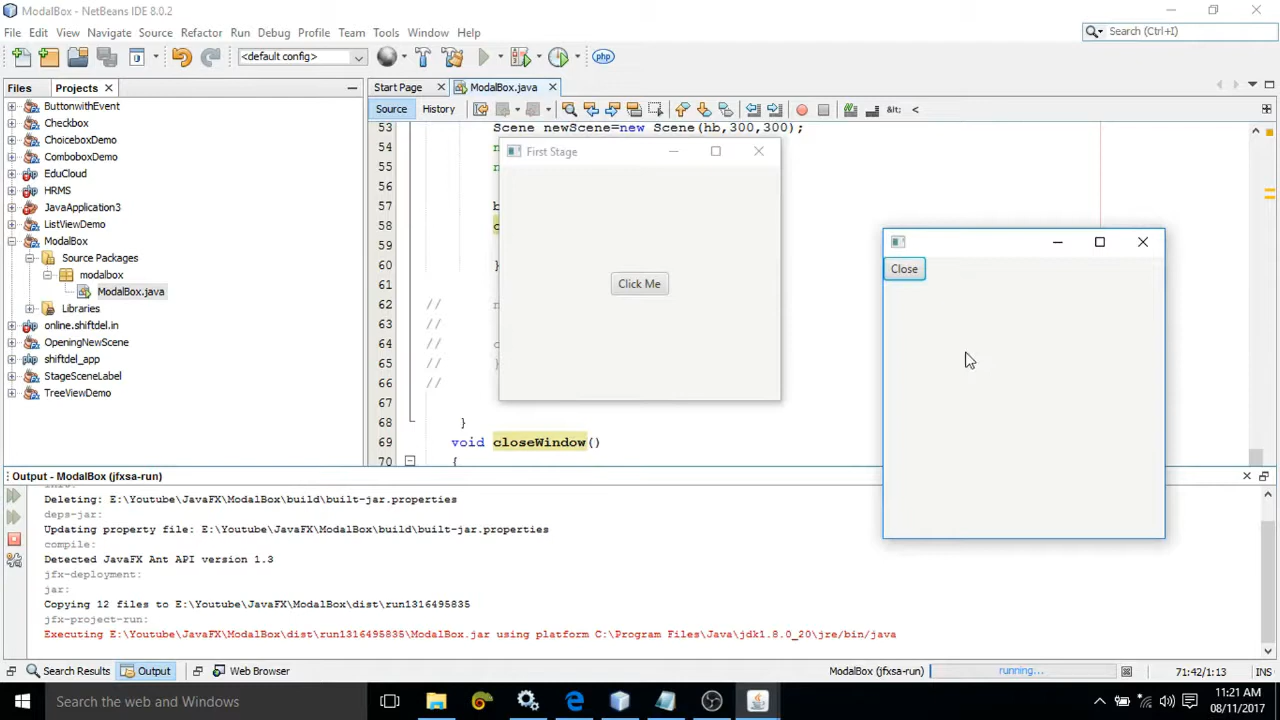 ModalBox - NetBeans IDE 8.0.2
File Edit View Navigate Source Refactor Run Debug Profile Team Tools Window Help
Search (Ctrl+I)
<default config>
php
Files Projects
Start Page ModalBox.java
Source History
ButtonwithEvent
Checkbox
ChoiceboxDemo
ComboboxDemo
EduCloud
HRMS
JavaApplication3
ListViewDemo
ModalBox
Source Packages
modalbox
ModalBox.java
Libraries
online.shiftdel.in
OpeningNewScene
shiftdel_app
StageSceneLabel
TreeViewDemo
53 Scene newScene=new Scene(hb,300,300);
54 n
55 n
56
57 h
58 c
59
60 }
61
62 // n
63 //
64 // c
65 // }
66 //
67
68 }
69 void closeWindow()
70 {
First Stage
Click Me
Close
Output - ModalBox (jfxsa-run)
Deleting: E:\Youtube\JavaFX\ModalBox\build\built-jar.properties
deps-jar:
Updating property file: E:\Youtube\JavaFX\ModalBox\build\built-jar.properties
compile:
Detected JavaFX Ant API version 1.3
jfx-deployment:
jar:
Copying 12 files to E:\Youtube\JavaFX\ModalBox\dist\run1316495835
jfx-project-run:
Executing E:\Youtube\JavaFX\ModalBox\dist\run1316495835\ModalBox.jar using platform C:\Program Files\Java\jdk1.8.0_20\jre/bin/java
Search Results Output Web Browser
ModalBox (jfxsa-run) running... 71:42/1:13 INS
Search the web and Windows
11:21 AM
08/11/2017